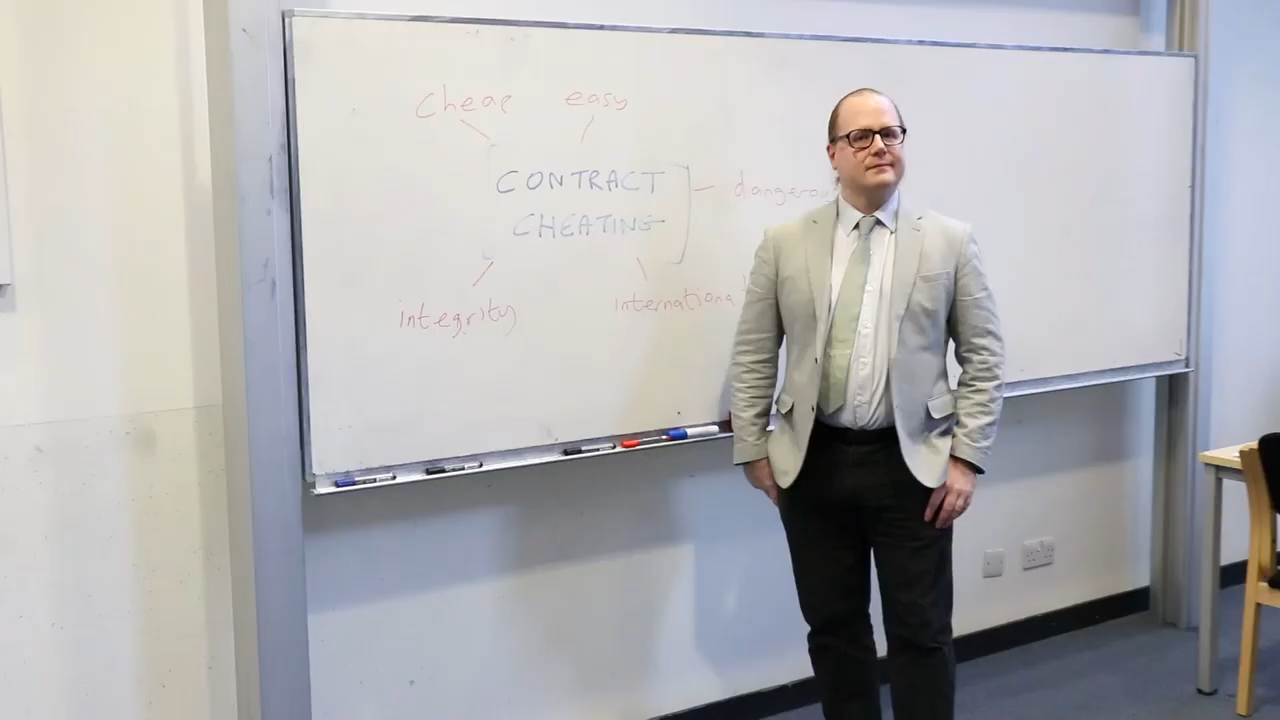 cheap easy
CONTRACT
dangerou
CHEATING
integrity
internationa